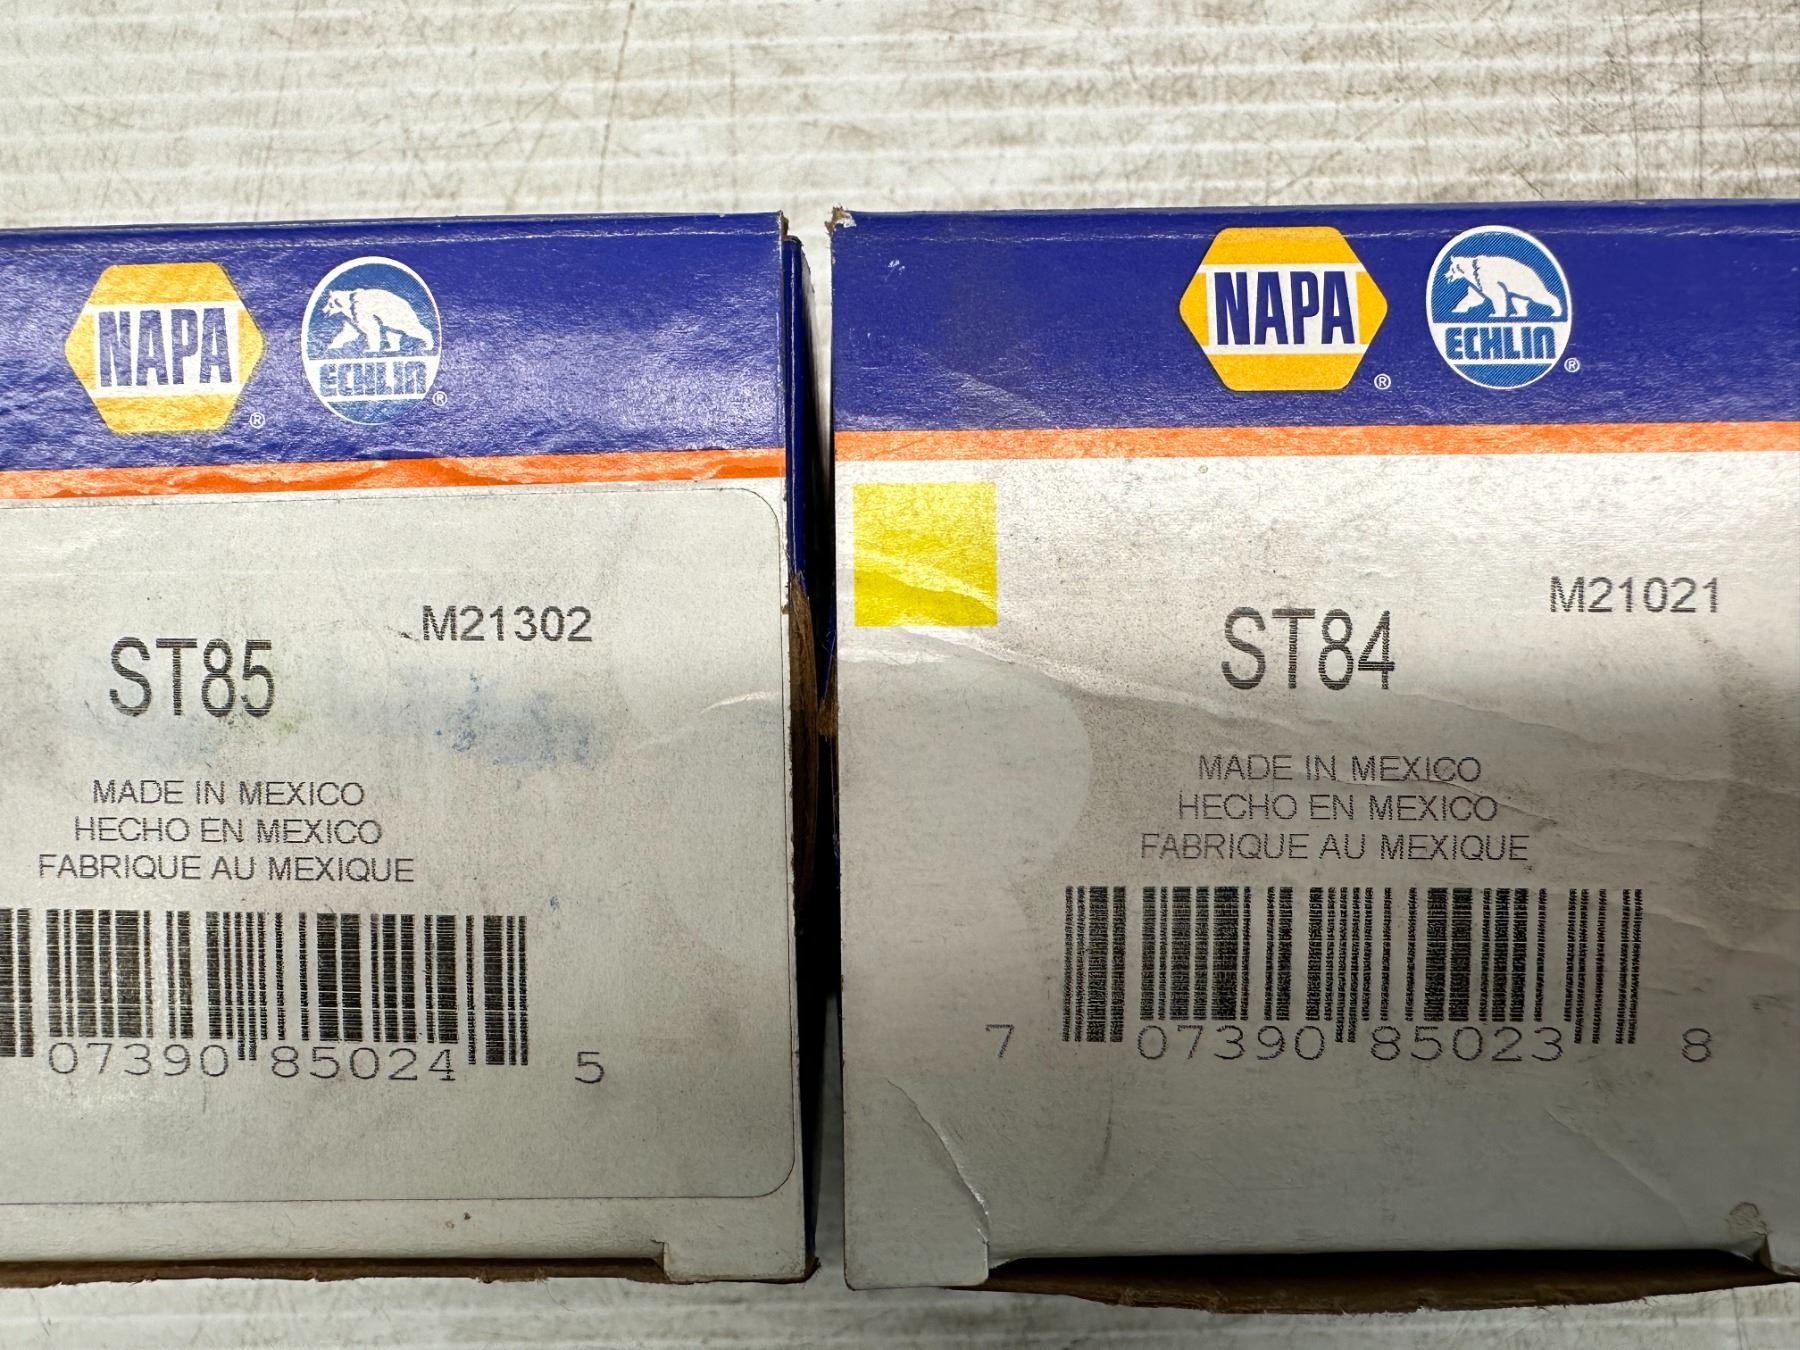 NAPA
®
ECHLIN
®
M21302
ST85
MADE IN MEXICO
HECHO EN MEXICO
FABRIQUE AU MEXIQUE
07390 85024 5
NAPA
®
ECHLIN
®
M21021
ST84
MADE IN MEXICO
HECHO EN MEXICO
FABRIQUE AU MEXIQUE
7 07390 85023 8